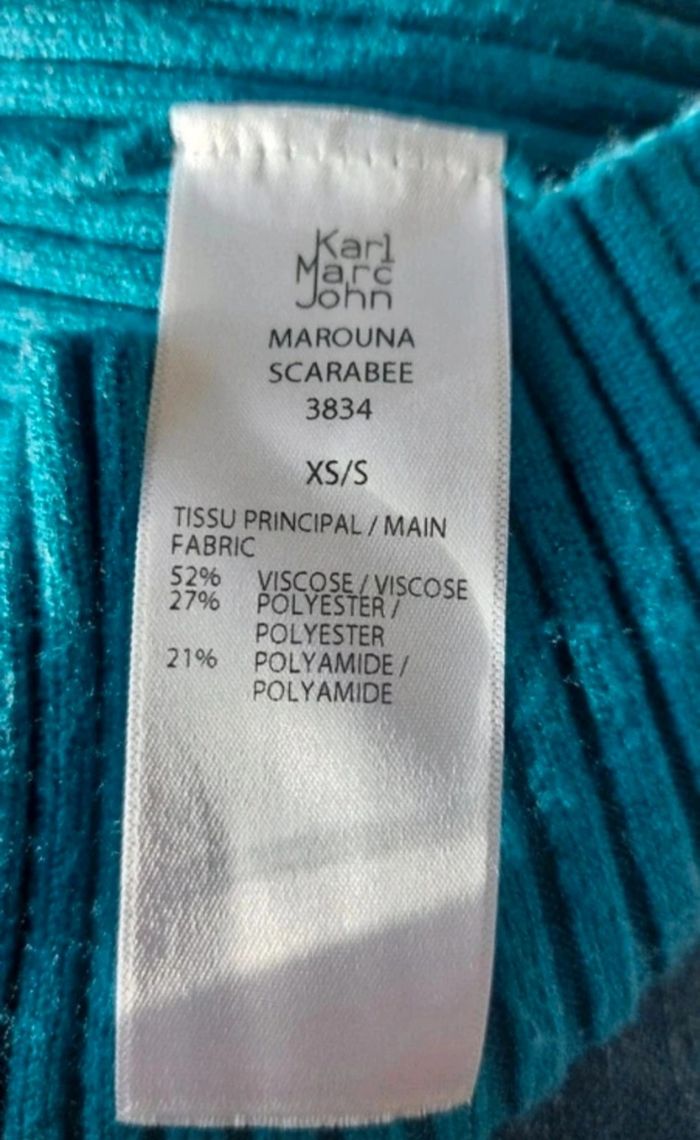 Karl
Marc
John
MAROUNA
SCARABEE
3834
XS/S
TISSU PRINCIPAL / MAIN
FABRIC
52% VISCOSE / VISCOSE
27% POLYESTER /
POLYESTER
21% POLYAMIDE /
POLYAMIDE